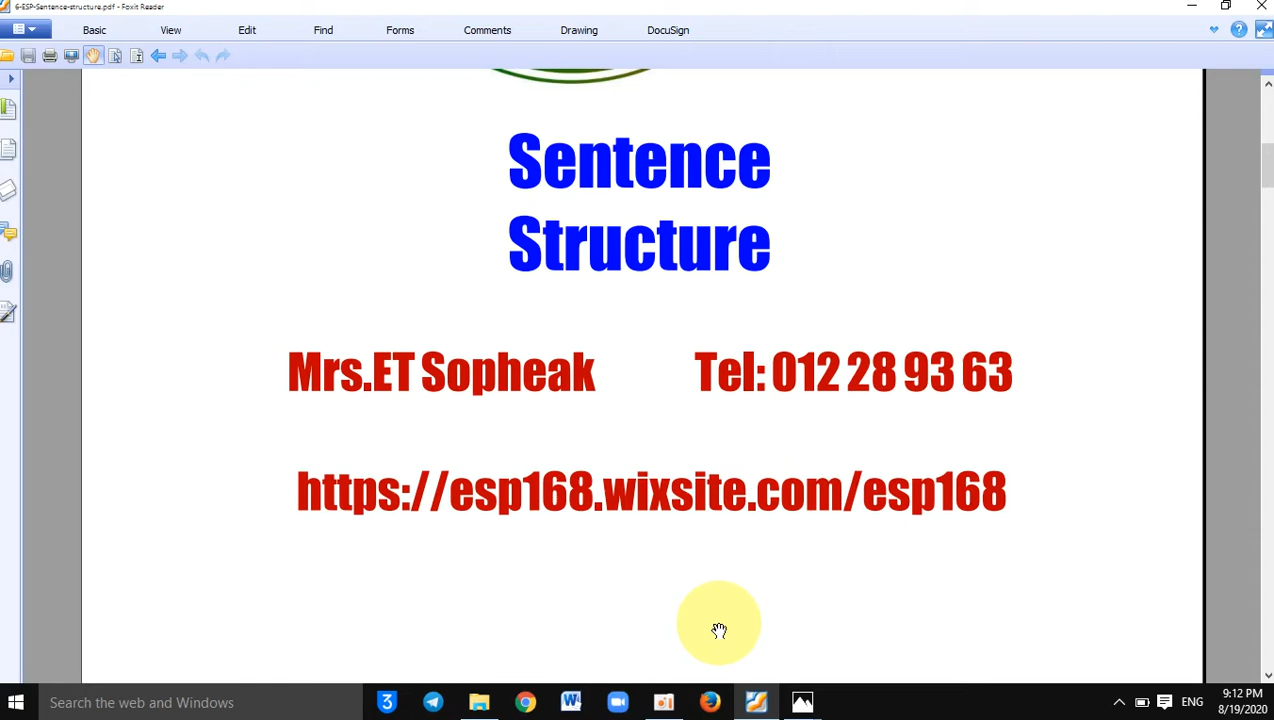 6-ESP-Sentence-structure.pdf - Foxit Reader
Basic View Edit Find Forms Comments Drawing DocuSign
Sentence
Structure
Mrs.ET Sopheak Tel: 012 28 93 63
https://esp168.wixsite.com/esp168
Search the web and Windows
ENG
9:12 PM
8/19/2020